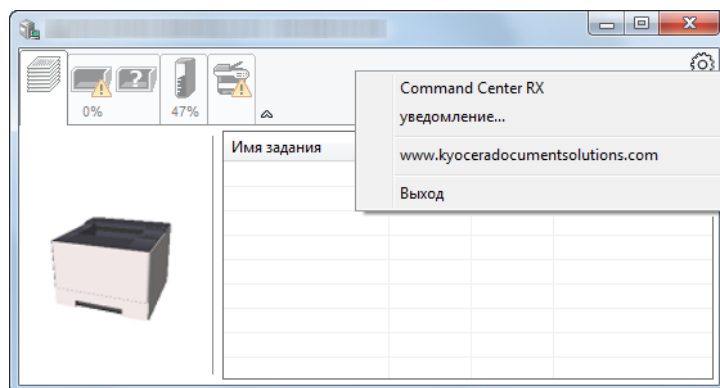 0%
47%
Имя задания
Command Center RX
уведомление...
www.kyoceradocumentsolutions.com
Выход